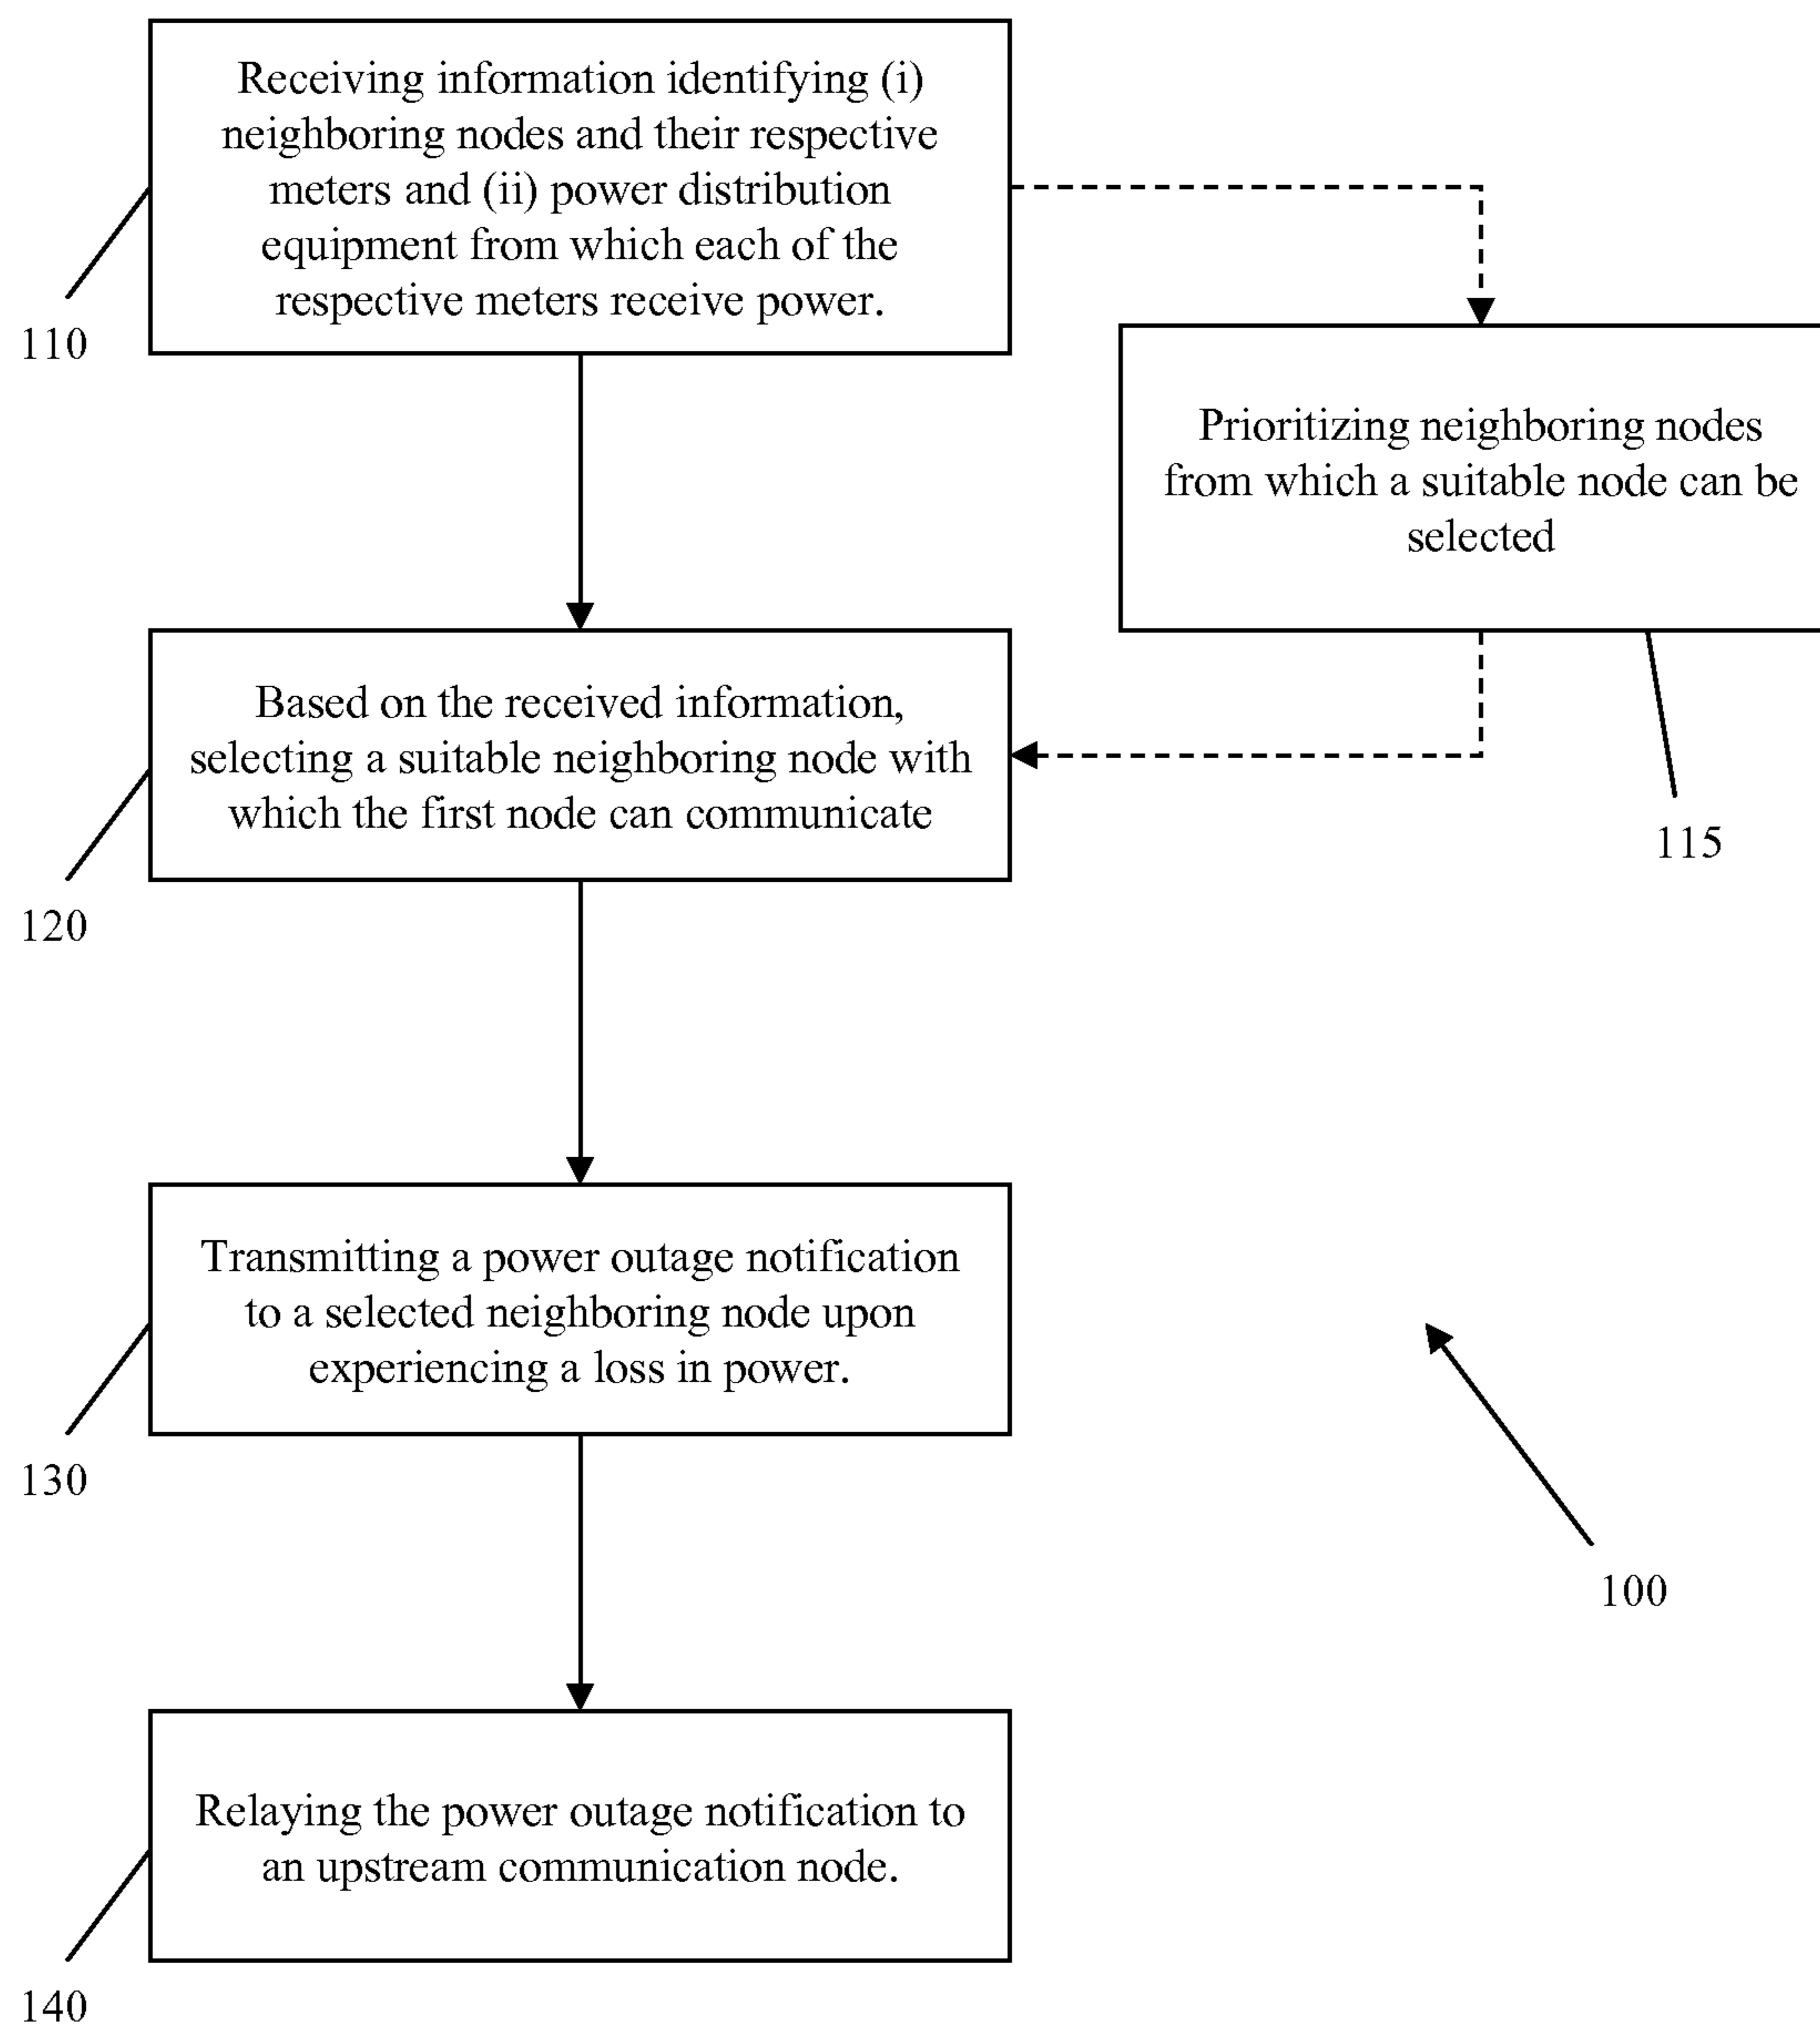 Receiving information identifying (i)
neighboring nodes and their respective
meters and (ii) power distribution
equipment from which each of the
respective meters receive power.
110
Prioritizing neighboring nodes
from which a suitable node can be
selected
115
Based on the received information,
selecting a suitable neighboring node with
which the first node can communicate
120
Transmitting a power outage notification
to a selected neighboring node upon
experiencing a loss in power.
130
100
Relaying the power outage notification to
an upstream communication node.
140